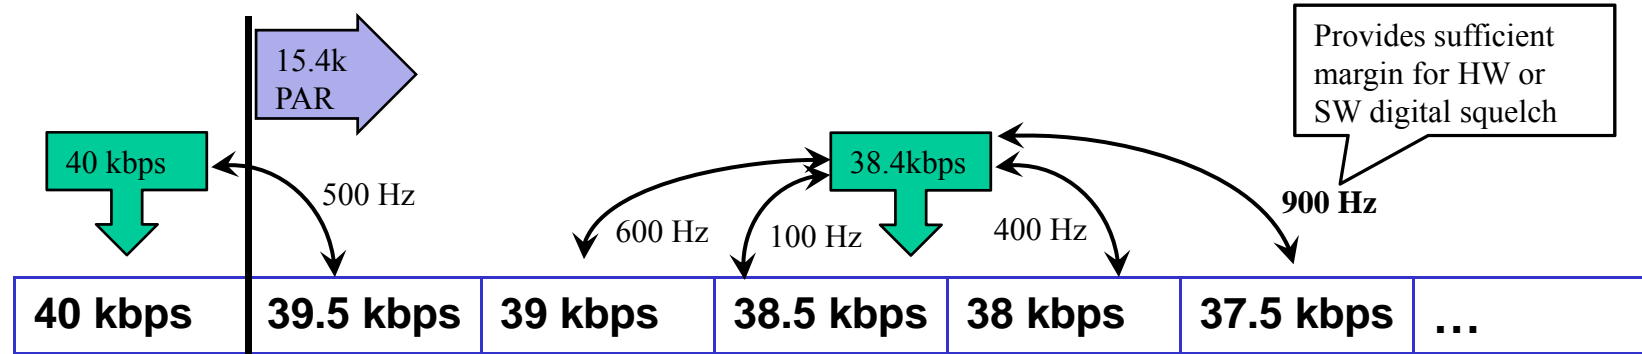 15.4k
PAR
Provides sufficient
margin for HW or
SW digital squelch
40 kbps
38.4kbps
500 Hz
600 Hz
100 Hz
400 Hz
900 Hz
40 kbps
39.5 kbps
39 kbps
38.5 kbps
38 kbps
37.5 kbps
...